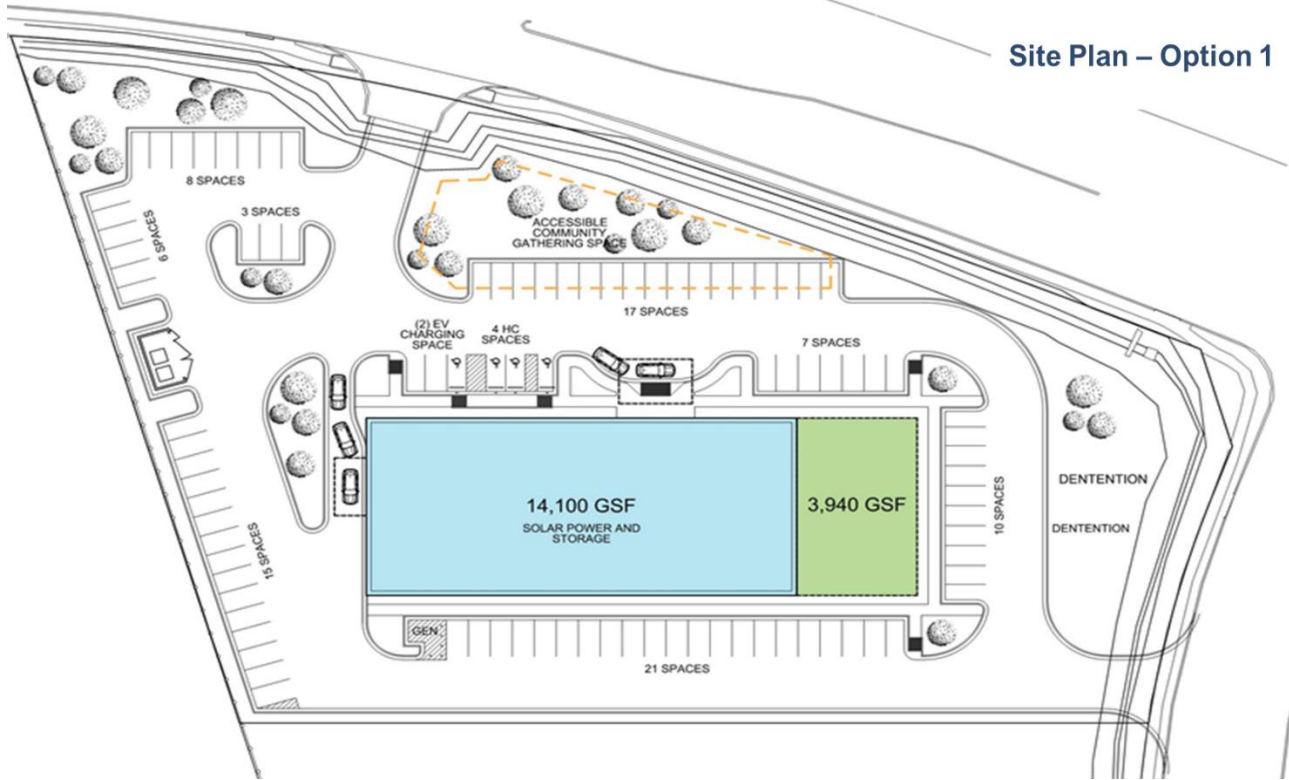 Site Plan – Option 1
8 SPACES
3 SPACES
6 SPACES
ACCESSIBLE
COMMUNITY
GATHERING SPACE
17 SPACES
(2) EV
CHARGING
SPACE
4 HC
SPACES
7 SPACES
14,100 GSF
SOLAR POWER AND
STORAGE
3,940 GSF
10 SPACES
DENTENTION
DENTENTION
15 SPACES
GEN
21 SPACES